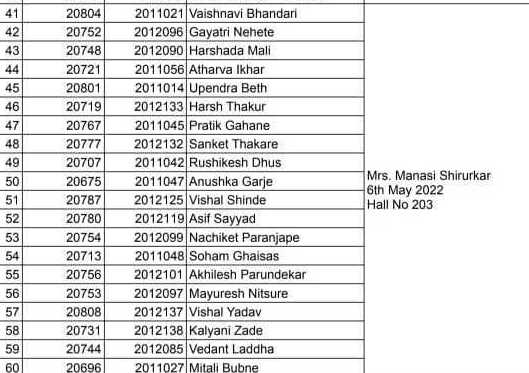 41 20804 2011021 Vaishnavi Bhandari
42 20752 2012096 Gayatri Nehete
43 20748 2012090 Harshada Mali
44 20721 2011056 Atharva Ikhar
45 20801 2011014 Upendra Beth
46 20719 2012133 Harsh Thakur
47 20767 2011045 Pratik Gahane
48 20777 2012132 Sanket Thakare
49 20707 2011042 Rushikesh Dhus
50 20675 2011047 Anushka Garje
51 20787 2012125 Vishal Shinde
52 20780 2012119 Asif Sayyad
53 20754 2012099 Nachiket Paranjape
54 20713 2011048 Soham Ghaisas
55 20756 2012101 Akhilesh Parundekar
56 20753 2012097 Mayuresh Nitsure
57 20808 2012137 Vishal Yadav
58 20731 2012138 Kalyani Zade
59 20744 2012085 Vedant Laddha
60 20696 2011027 Mitali Bubne
Mrs. Manasi Shirurkar
6th May 2022
Hall No 203